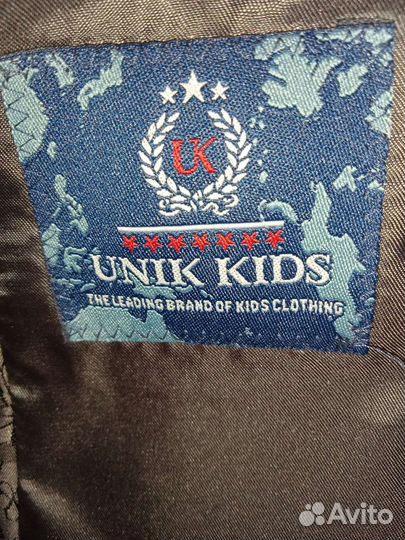 UK
UNIK KIDS
THE LEADING BRAND OF KIDS CLOTHING
Avito